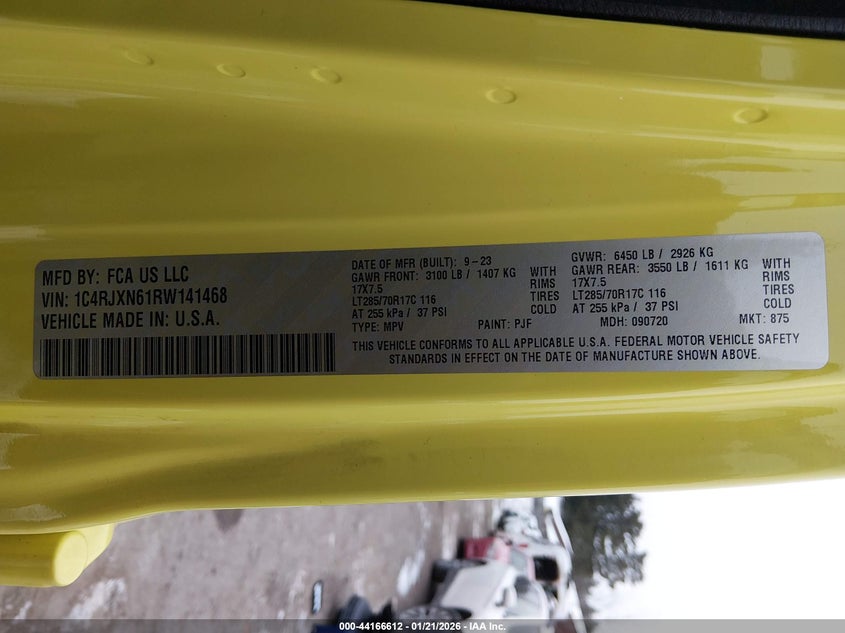 MFD BY: FCA US LLC
VIN: 1C4RJXN61RW141468
VEHICLE MADE IN: U.S.A.
DATE OF MFR (BUILT): 9-23
GAWR FRONT: 3100 LB / 1407 KG WITH
17X7.5 RIMS
LT285/70R17C 116 TIRES
AT 255 kPa / 37 PSI COLD
TYPE: MPV PAINT: PJF
GVWR: 6450 LB / 2926 KG
GAWR REAR: 3550 LB / 1611 KG WITH
17X7.5 RIMS
LT285/70R17C 116 TIRES
AT 255 kPa / 37 PSI COLD
MDH: 090720 MKT: 875
THIS VEHICLE CONFORMS TO ALL APPLICABLE U.S.A. FEDERAL MOTOR VEHICLE SAFETY
STANDARDS IN EFFECT ON THE DATE OF MANUFACTURE SHOWN ABOVE.
000-44166612 - 01/21/2026 - IAA Inc.